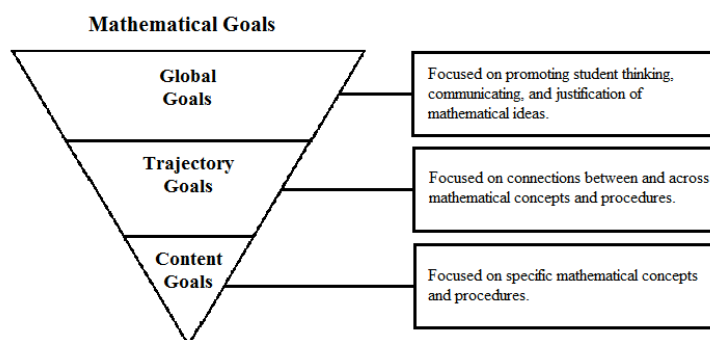 Mathematical Goals
Global
Goals
Focused on promoting student thinking,
communicating, and justification of
mathematical ideas.
Trajectory
Goals
Focused on connections between and across
mathematical concepts and procedures.
Content
Goals
Focused on specific mathematical concepts
and procedures.